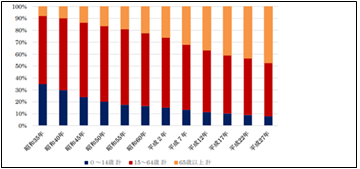 100%
90%
80%
70%
60%
50%
40%
30%
20%
10%
0%
昭和35年
昭和40年
昭和45年
昭和50年
昭和55年
昭和60年
平成2年
平成7年
平成12年
平成17年
平成22年
平成27年
0～14歳 計 15～64歳 計 65歳以上 計